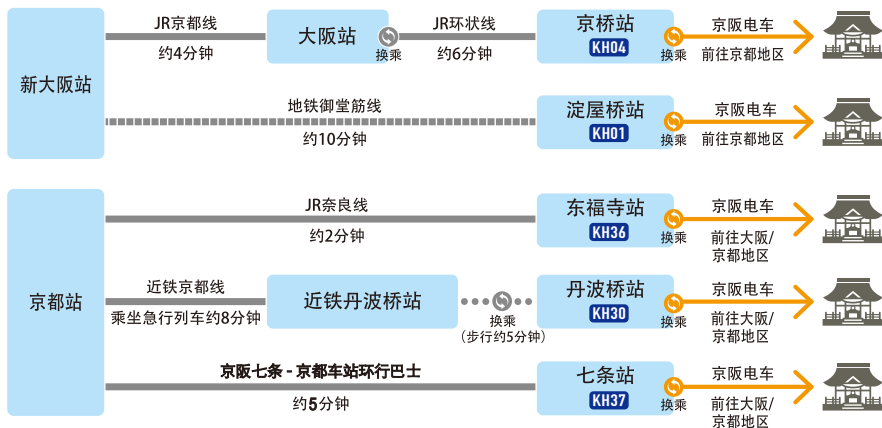 新大阪站
JR京都线
约4分钟
大阪站
换乘
JR环状线
约6分钟
京桥站
KH04
换乘
京阪电车
前往京都地区
地铁御堂筋线
约10分钟
淀屋桥站
KH01
换乘
京阪电车
前往京都地区
京都站
JR奈良线
约2分钟
东福寺站
KH36
换乘
京阪电车
前往大阪/
京都地区
近铁京都线
乘坐急行列车约8分钟
近铁丹波桥站
换乘
（步行约5分钟）
丹波桥站
KH30
换乘
京阪电车
前往大阪/
京都地区
京阪七条 - 京都车站环行巴士
约5分钟
七条站
KH37
换乘
京阪电车
前往大阪/
京都地区